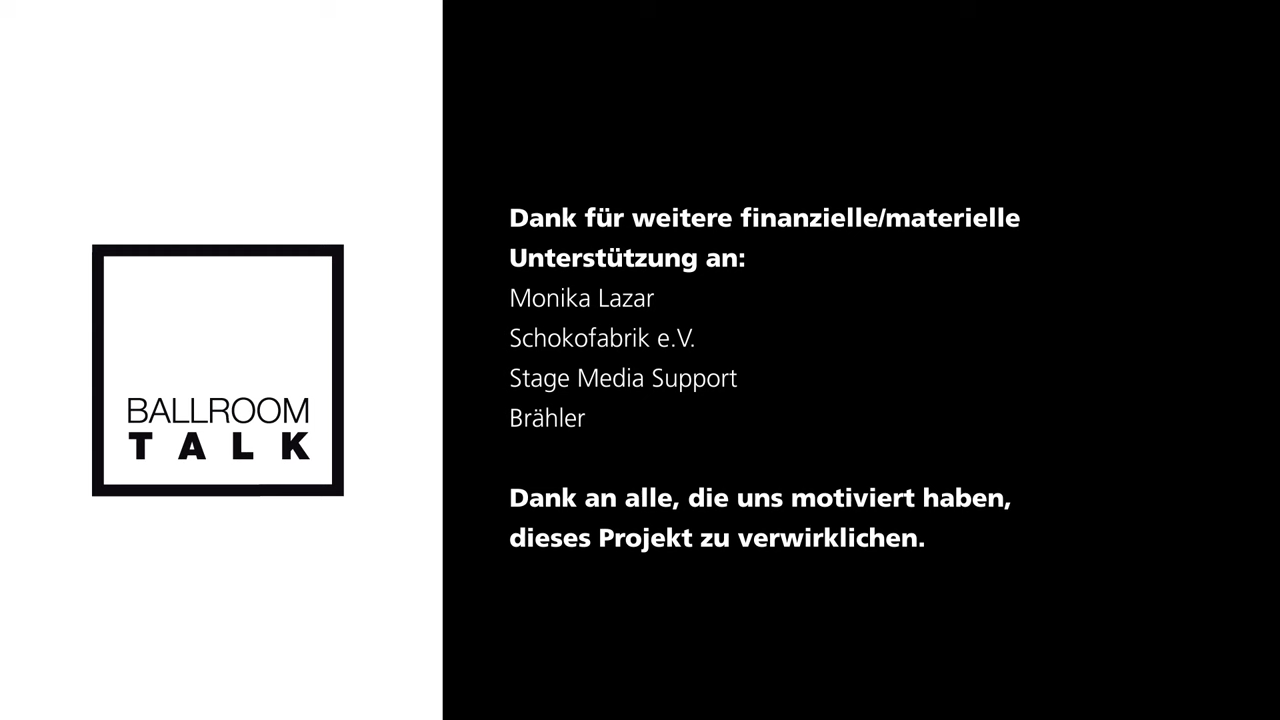 BALLROOM
TALK
Dank für weitere finanzielle/materielle
Unterstützung an:
Monika Lazar
Schokofabrik e.V.
Stage Media Support
Brähler
Dank an alle, die uns motiviert haben,
dieses Projekt zu verwirklichen.